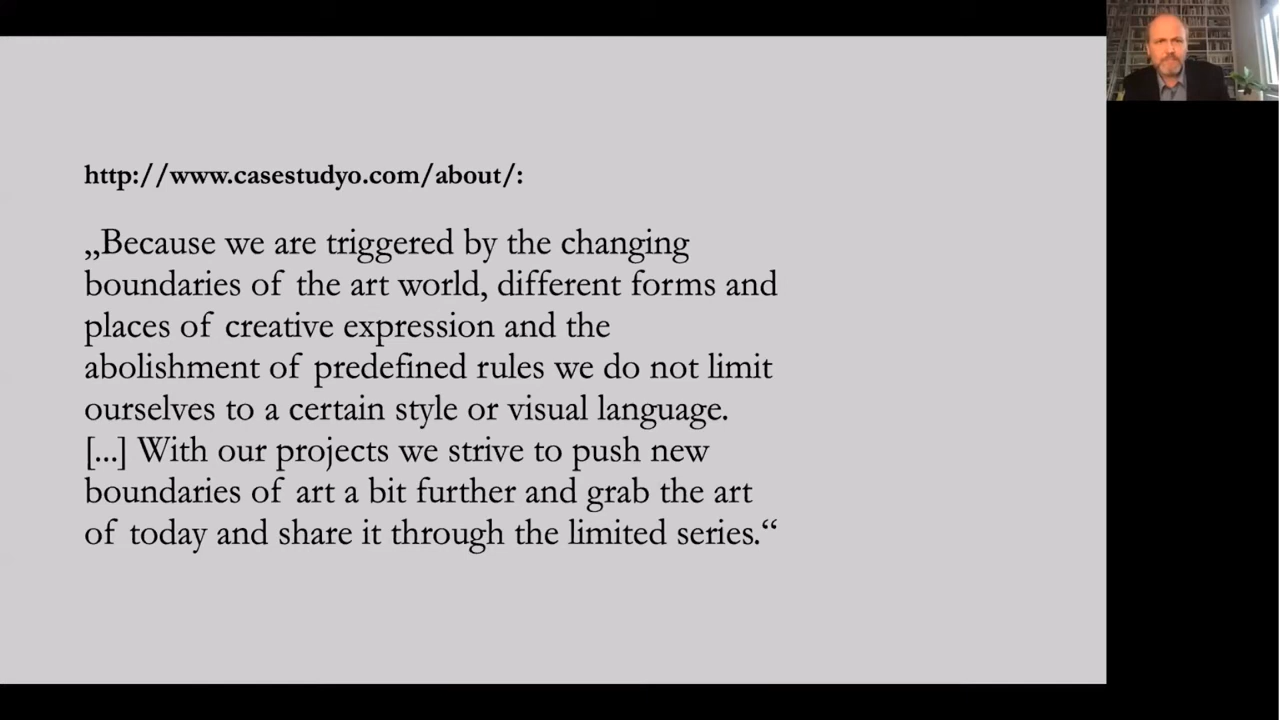 http://www.casestudyo.com/about/:
„Because we are triggered by the changing
boundaries of the art world, different forms and
places of creative expression and the
abolishment of predefined rules we do not limit
ourselves to a certain style or visual language.
[...] With our projects we strive to push new
boundaries of art a bit further and grab the art
of today and share it through the limited series.“